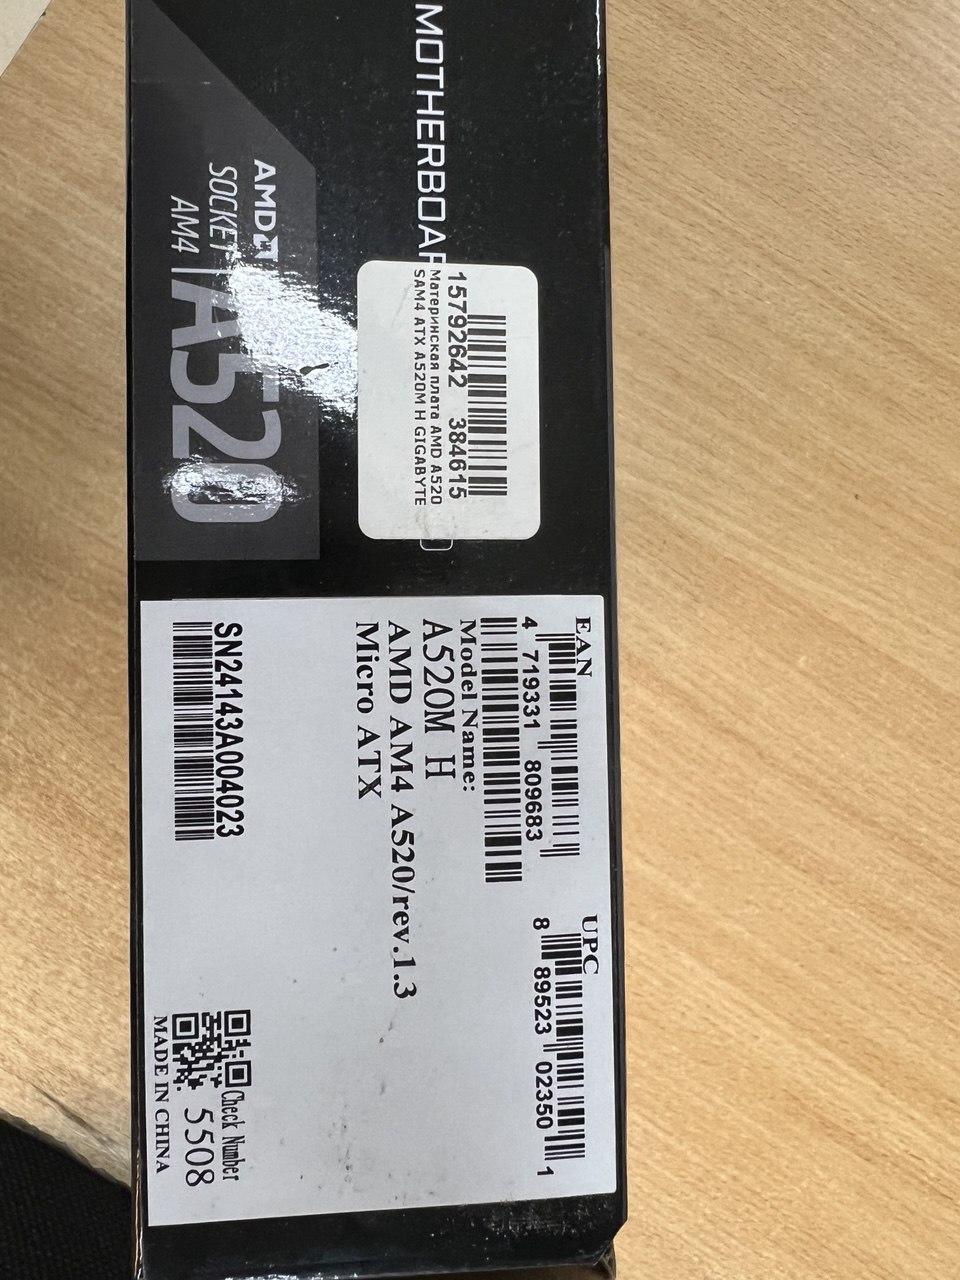 MOTHERBOA
AMD
SOCKET
AM4
A520
15792642 384615
Материнская плата AMD A520
SAM4 ATX A520M H GIGABYTE
EAN
4 719331 809683
UPC
8 89523 02350 1
Model Name:
A520M H
AMD AM4 A520/rev.1.3
Micro ATX
SN24143A004023
Check Number
5508
MADE IN CHINA